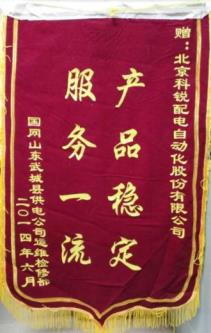 赠：北京科锐配电自动化股份有限公司
产品稳定
服务一流
国网山东武城县供电公司运维检修部
二〇一四年六月